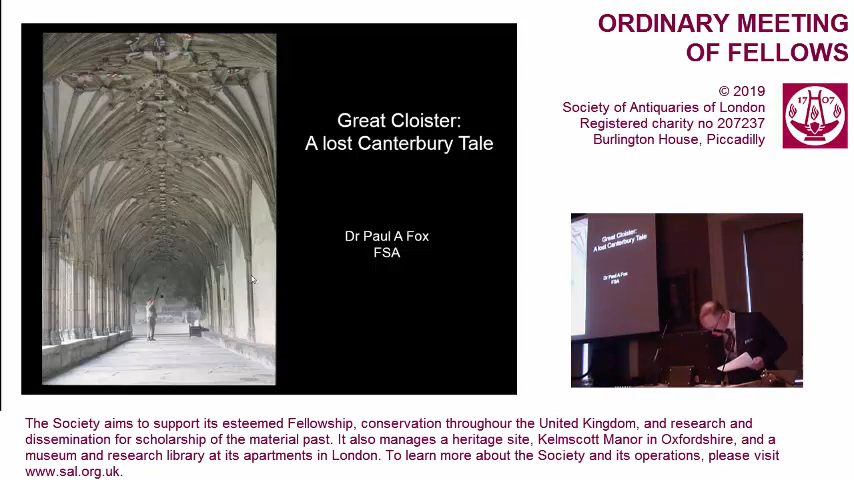 ORDINARY MEETING
OF FELLOWS
© 2019
Society of Antiquaries of London
Registered charity no 207237
Burlington House, Piccadilly
17 07
Great Cloister:
A lost Canterbury Tale
Dr Paul A Fox
FSA
Great Cloister:
A lost Canterbury Tale
Dr Paul A Fox
FSA
The Society aims to support its esteemed Fellowship, conservation throughour the United Kingdom, and research and
dissemination for scholarship of the material past. It also manages a heritage site, Kelmscott Manor in Oxfordshire, and a
museum and research library at its apartments in London. To learn more about the Society and its operations, please visit
www.sal.org.uk.